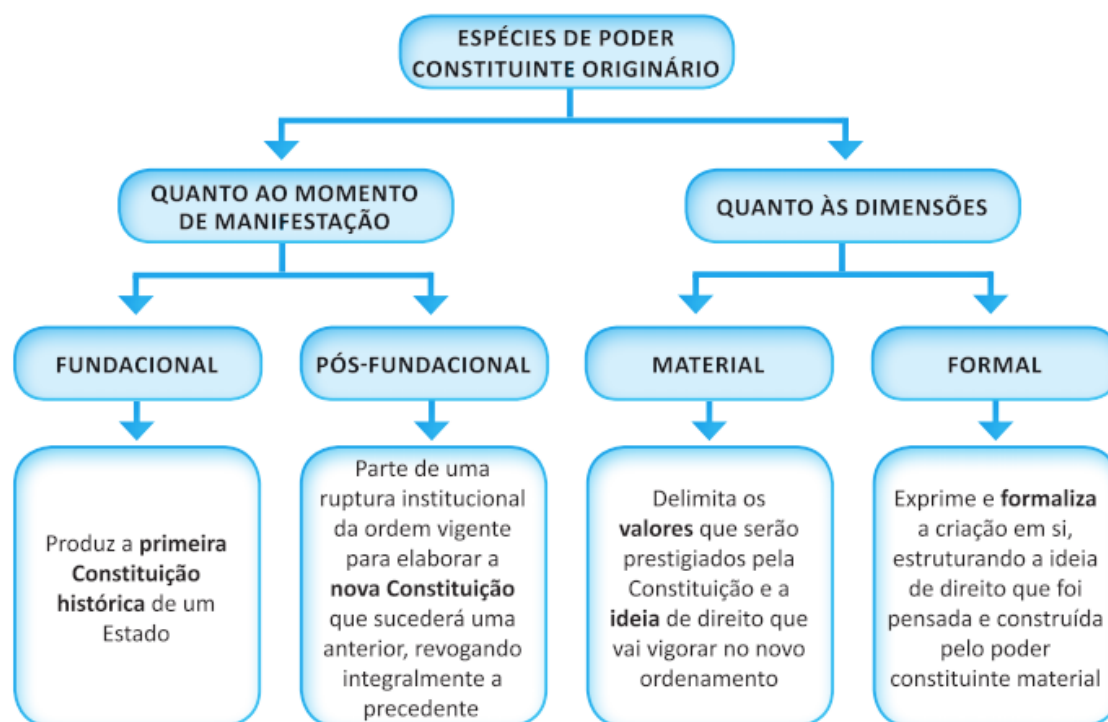 ESPÉCIES DE PODER
CONSTITUINTE ORIGINÁRIO
QUANTO AO MOMENTO
DE MANIFESTAÇÃO
QUANTO ÀS DIMENSÕES
FUNDACIONAL
PÓS-FUNDACIONAL
MATERIAL
FORMAL
Produz a primeira
Constituição
histórica de um
Estado
Parte de uma
ruptura institucional
da ordem vigente
para elaborar a
nova Constituição
que sucederá uma
anterior, revogando
integralmente a
precedente
Delimita os
valores que serão
prestigiados pela
Constituição e a
ideia de direito que
vai vigorar no novo
ordenamento
Exprime e formaliza
a criação em si,
estruturando a ideia
de direito que foi
pensada e construída
pelo poder
constituinte material